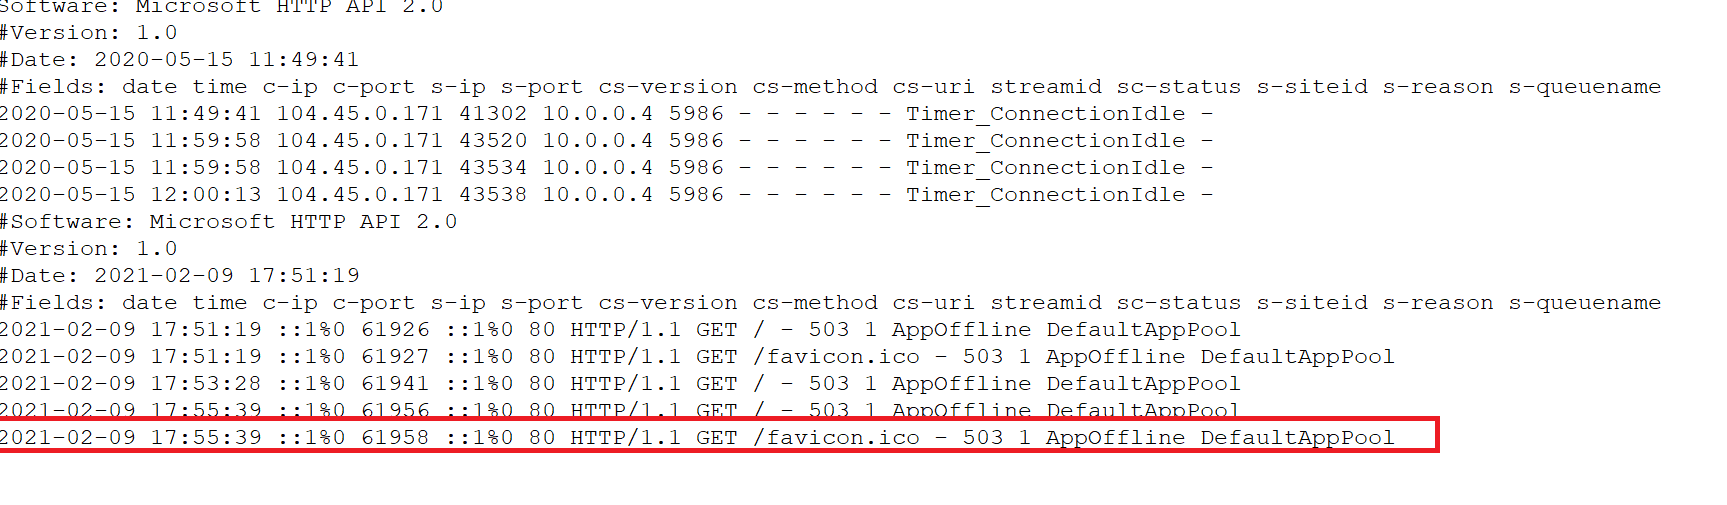 Software: Microsoft HTTP API 2.0
#Version: 1.0
#Date: 2020-05-15 11:49:41
#Fields: date time c-ip c-port s-ip s-port cs-version cs-method cs-uri streamid sc-status s-siteid s-reason s-queuename
2020-05-15 11:49:41 104.45.0.171 41302 10.0.0.4 5986 - - - - - - Timer_ConnectionIdle -
2020-05-15 11:59:58 104.45.0.171 43520 10.0.0.4 5986 - - - - - - Timer_ConnectionIdle -
2020-05-15 11:59:58 104.45.0.171 43534 10.0.0.4 5986 - - - - - - Timer_ConnectionIdle -
2020-05-15 12:00:13 104.45.0.171 43538 10.0.0.4 5986 - - - - - - Timer_ConnectionIdle -
#Software: Microsoft HTTP API 2.0
#Version: 1.0
#Date: 2021-02-09 17:51:19
#Fields: date time c-ip c-port s-ip s-port cs-version cs-method cs-uri streamid sc-status s-siteid s-reason s-queuename
2021-02-09 17:51:19 ::1%0 61926 ::1%0 80 HTTP/1.1 GET / - 503 1 AppOffline DefaultAppPool
2021-02-09 17:51:19 ::1%0 61927 ::1%0 80 HTTP/1.1 GET /favicon.ico - 503 1 AppOffline DefaultAppPool
2021-02-09 17:53:28 ::1%0 61941 ::1%0 80 HTTP/1.1 GET / - 503 1 AppOffline DefaultAppPool
2021-02-09 17:55:39 ::1%0 61956 ::1%0 80 HTTP/1.1 GET / - 503 1 AppOffline DefaultAppPool
2021-02-09 17:55:39 ::1%0 61958 ::1%0 80 HTTP/1.1 GET /favicon.ico - 503 1 AppOffline DefaultAppPool